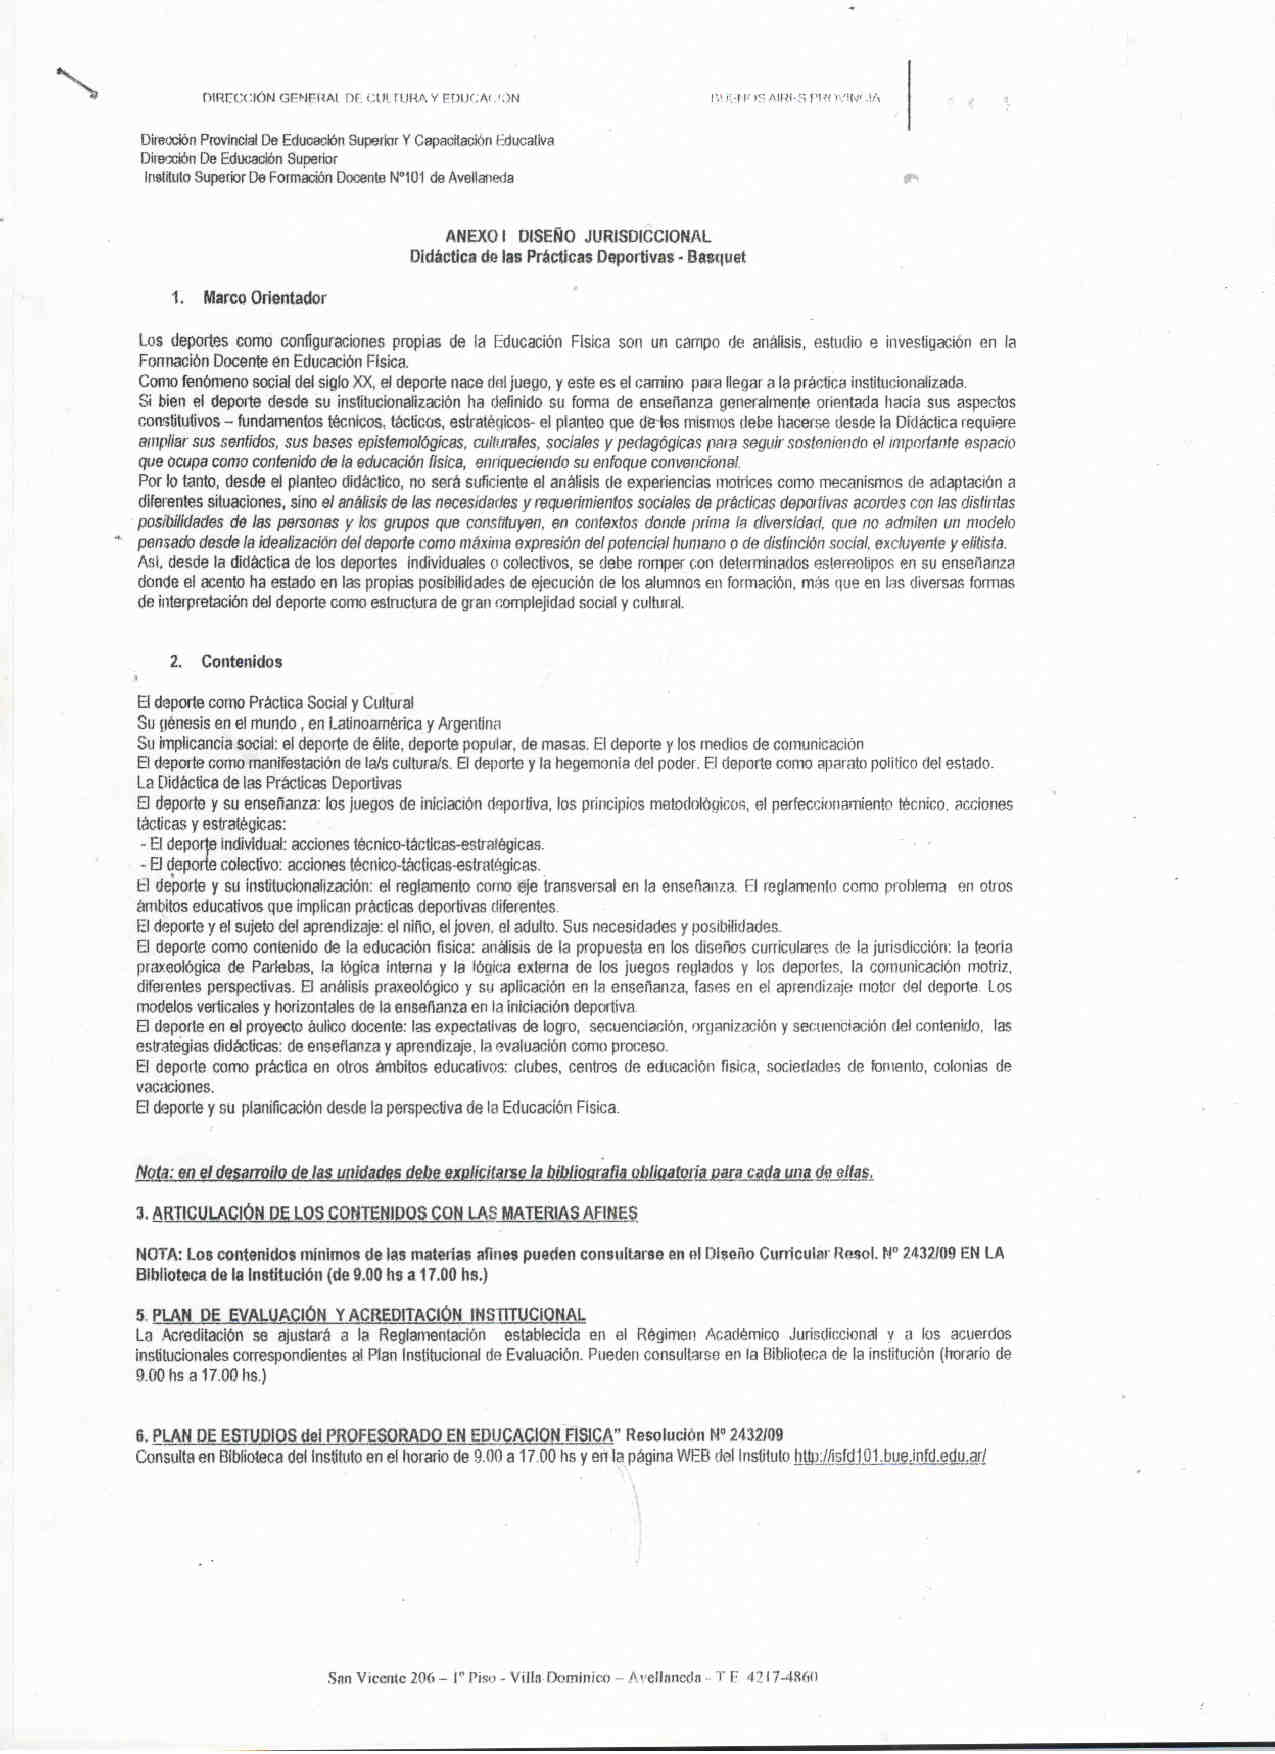 DIRECCIÓN GENERAL DE CULTURA Y EDUCACIÓN BUENOS AIRES PROVINCIA
Dirección Provincial De Educación Superior Y Capacitación Educativa
Dirección De Educación Superior
Instituto Superior De Formación Docente Nº101 de Avellaneda
ANEXO I DISEÑO JURISDICCIONAL
Didáctica de las Prácticas Deportivas - Basquet
1. Marco Orientador
Los deportes como configuraciones propias de la Educación Física son un campo de análisis, estudio e investigación en la
Formación Docente en Educación Física.
Como fenómeno social del siglo XX, el deporte nace del juego, y este es el camino para llegar a la práctica institucionalizada.
Si bien el deporte desde su institucionalización ha definido su forma de enseñanza generalmente orientada hacia sus aspectos
constitutivos – fundamentos técnicos, tácticos, estratégicos- el planteo que de los mismos debe hacerse desde la Didáctica requiere
ampliar sus sentidos, sus bases epistemológicas, culturales, sociales y pedagógicas para seguir sosteniendo el importante espacio
que ocupa como contenido de la educación física, enriqueciendo su enfoque convencional.
Por lo tanto, desde el planteo didáctico, no será suficiente el análisis de experiencias motrices como mecanismos de adaptación a
diferentes situaciones, sino el análisis de las necesidades y requerimientos sociales de prácticas deportivas acordes con las distintas
posibilidades de las personas y los grupos que constituyen, en contextos donde prima la diversidad, que no admiten un modelo
pensado desde la idealización del deporte como máxima expresión del potencial humano o de distinción social, excluyente y elitista.
Así, desde la didáctica de los deportes individuales o colectivos, se debe romper con determinados estereotipos en su enseñanza
donde el acento ha estado en las propias posibilidades de ejecución de los alumnos en formación, más que en las diversas formas
de interpretación del deporte como estructura de gran complejidad social y cultural.
2. Contenidos
El deporte como Práctica Social y Cultural
Su génesis en el mundo , en Latinoamérica y Argentina
Su implicancia social: el deporte de élite, deporte popular, de masas. El deporte y los medios de comunicación
El deporte como manifestación de la/s cultura/s. El deporte y la hegemonía del poder. El deporte como aparato político del estado.
La Didáctica de las Prácticas Deportivas
El deporte y su enseñanza: los juegos de iniciación deportiva, los principios metodológicos, el perfeccionamiento técnico, acciones
tácticas y estratégicas:
- El deporte individual: acciones técnico-tácticas-estratégicas.
- El deporte colectivo: acciones técnico-tácticas-estratégicas.
El deporte y su institucionalización: el reglamento como eje transversal en la enseñanza. El reglamento como problema en otros
ámbitos educativos que implican prácticas deportivas diferentes.
El deporte y el sujeto del aprendizaje: el niño, el joven, el adulto. Sus necesidades y posibilidades.
El deporte como contenido de la educación física: análisis de la propuesta en los diseños curriculares de la jurisdicción: la teoría
praxeológica de Parlebas, la lógica interna y la lógica externa de los juegos reglados y los deportes, la comunicación motriz,
diferentes perspectivas. El análisis praxeológico y su aplicación en la enseñanza, fases en el aprendizaje motor del deporte. Los
modelos verticales y horizontales de la enseñanza en la iniciación deportiva.
El deporte en el proyecto áulico docente: las expectativas de logro, secuenciación, organización y secuenciación del contenido, las
estrategias didácticas: de enseñanza y aprendizaje, la evaluación como proceso.
El deporte como práctica en otros ámbitos educativos: clubes, centros de educación física, sociedades de fomento, colonias de
vacaciones.
El deporte y su planificación desde la perspectiva de la Educación Física.
Nota: en el desarrollo de las unidades debe explicitarse la bibliografía obligatoria para cada una de ellas.
3. ARTICULACIÓN DE LOS CONTENIDOS CON LAS MATERIAS AFINES
NOTA: Los contenidos mínimos de las materias afines pueden consultarse en el Diseño Curricular Resol. Nº 2432/09 EN LA
Biblioteca de la Institución (de 9.00 hs a 17.00 hs.)
5. PLAN DE EVALUACIÓN Y ACREDITACIÓN INSTITUCIONAL
La Acreditación se ajustará a la Reglamentación establecida en el Régimen Académico Jurisdiccional y a los acuerdos
institucionales correspondientes al Plan Institucional de Evaluación. Pueden consultarse en la Biblioteca de la institución (horario de
9.00 hs a 17.00 hs.)
6. PLAN DE ESTUDIOS del PROFESORADO EN EDUCACION FISICA" Resolución Nº 2432/09
Consulta en Biblioteca del Instituto en el horario de 9.00 a 17.00 hs y en la página WEB del Instituto http://isfd101.bue.infd.edu.ar/
San Vicente 206 – 1º Piso - Villa Dominico – Avellaneda - T E 4217-4860